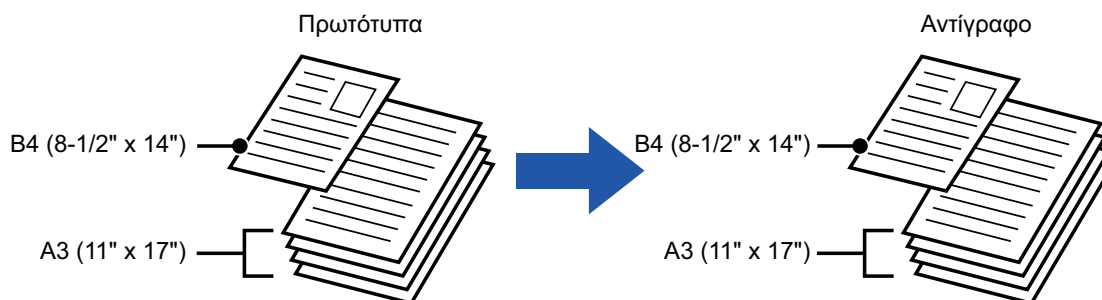 Πρωτότυπα
Αντίγραφο
B4 (8-1/2" x 14")
B4 (8-1/2" x 14")
A3 (11" x 17")
A3 (11" x 17")